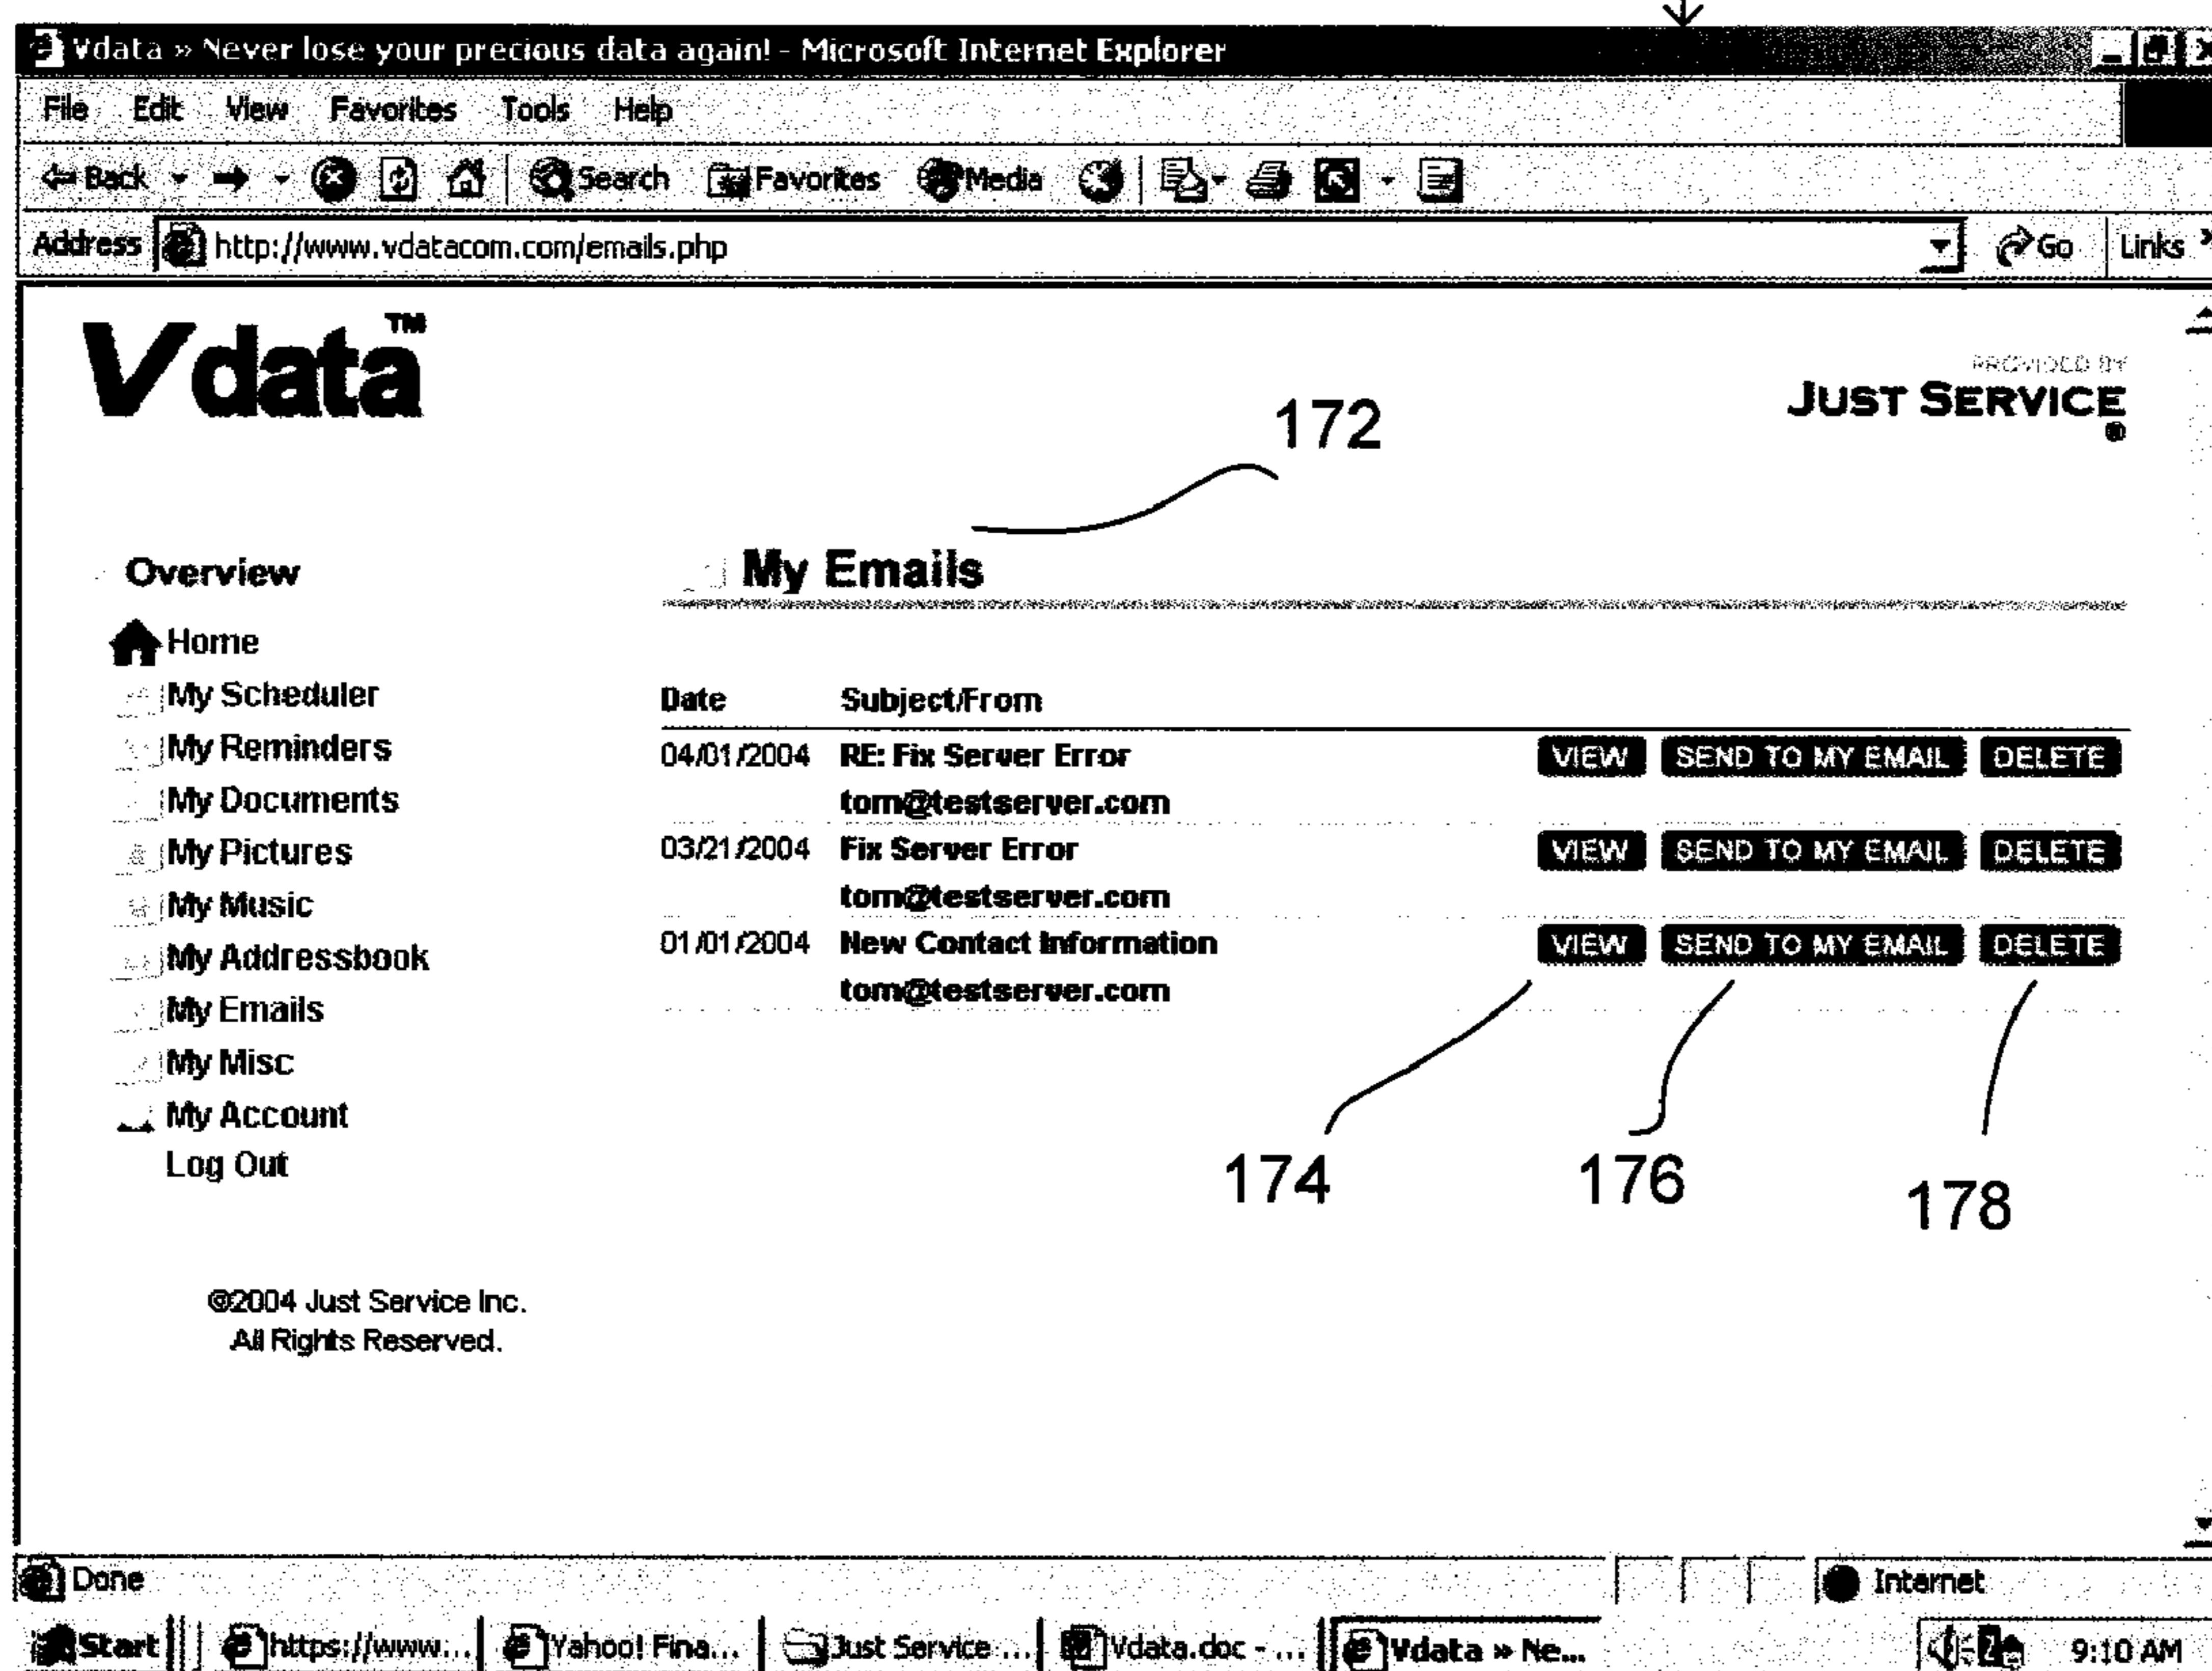 Vdata » Never lose your precious data again! - Microsoft Internet Explorer
File Edit View Favorites Tools Help
Back Search Favorites Media
Address http://www.vdatacom.com/emails.php Go Links »
Vdata™
PROVIDED BY
JUST SERVICE
®
172
Overview
My Emails
Home
My Scheduler
My Reminders
My Documents
My Pictures
My Music
My Addressbook
My Emails
My Misc
My Account
Log Out
Date Subject/From
04/01/2004 RE: Fix Server Error VIEW SEND TO MY EMAIL DELETE
tom@testserver.com
03/21/2004 Fix Server Error VIEW SEND TO MY EMAIL DELETE
tom@testserver.com
01/01/2004 New Contact Information VIEW SEND TO MY EMAIL DELETE
tom@testserver.com
174 176 178
©2004 Just Service Inc.
All Rights Reserved.
Done Internet
Start https://www.... Yahoo! Fina... Just Service ... Vdata.doc - ... Vdata » Ne... 9:10 AM